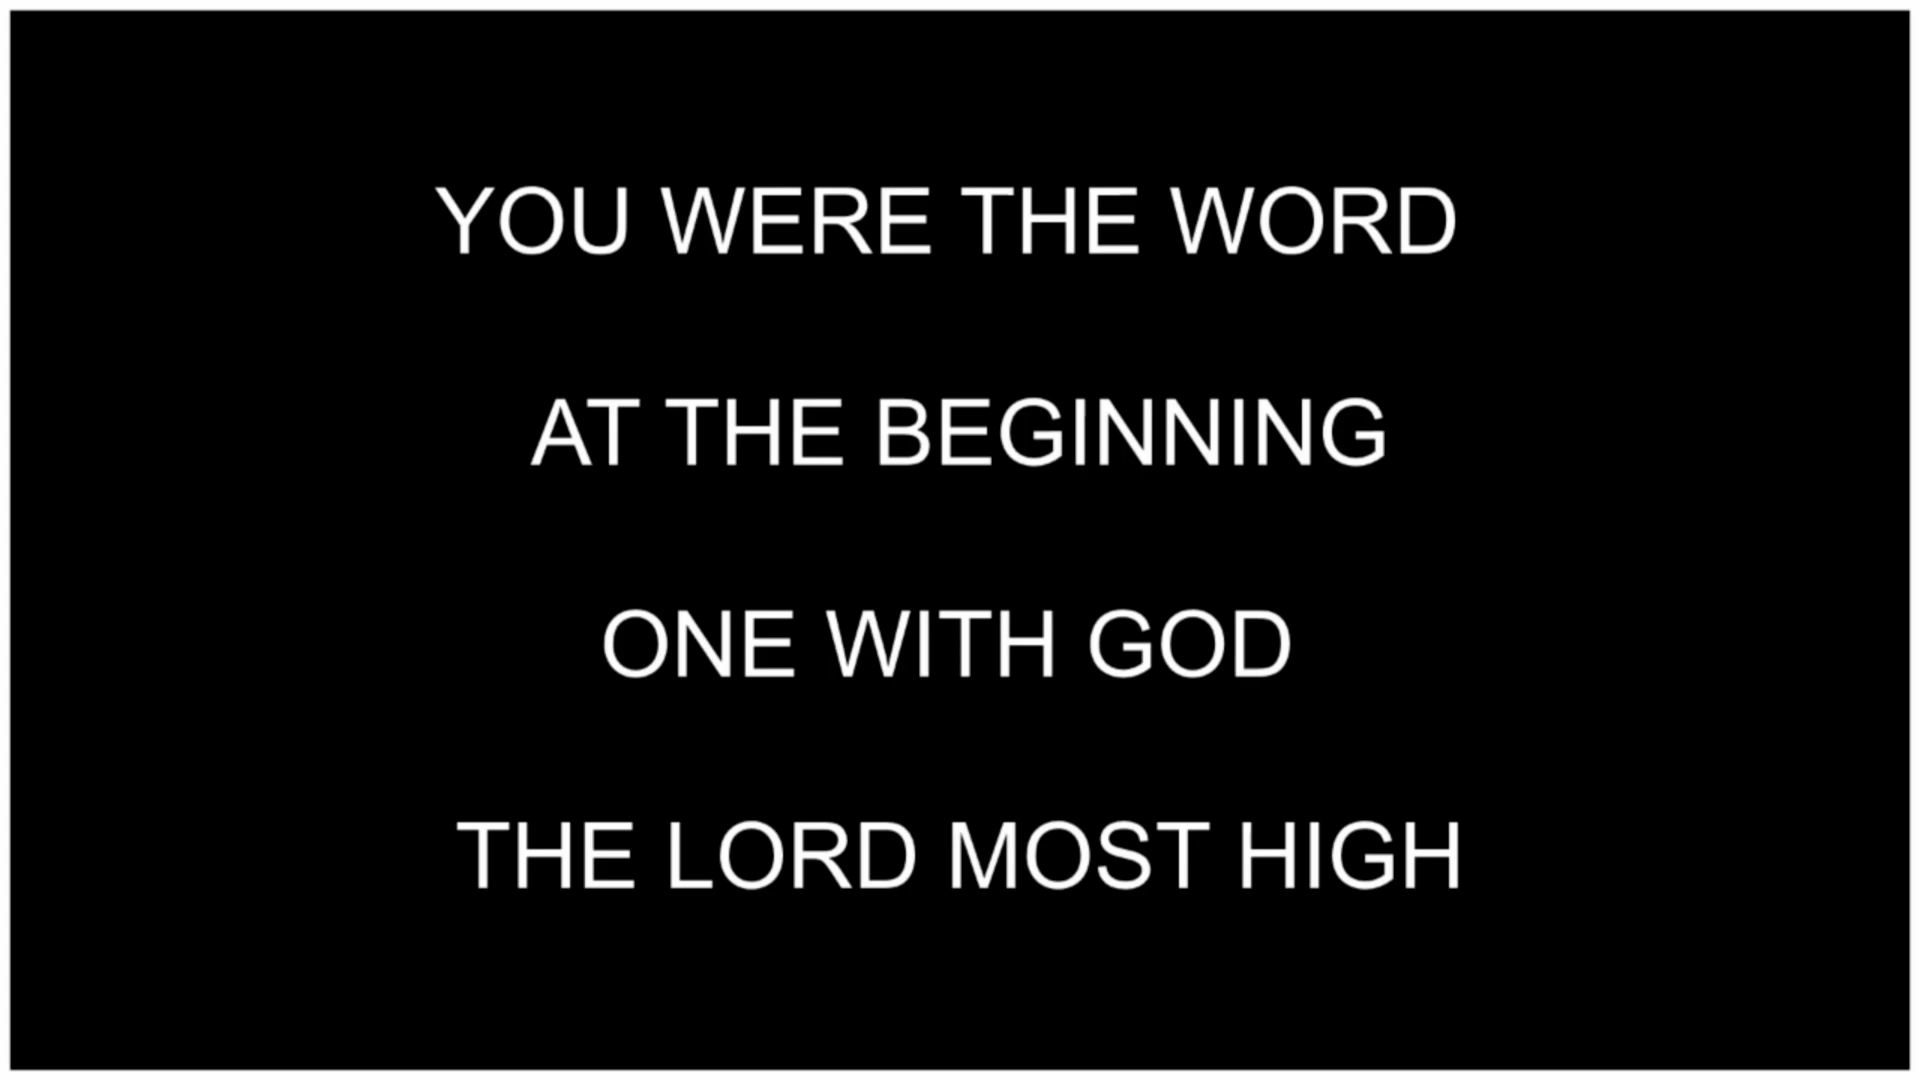 YOU WERE THE WORD
AT THE BEGINNING
ONE WITH GOD
THE LORD MOST HIGH